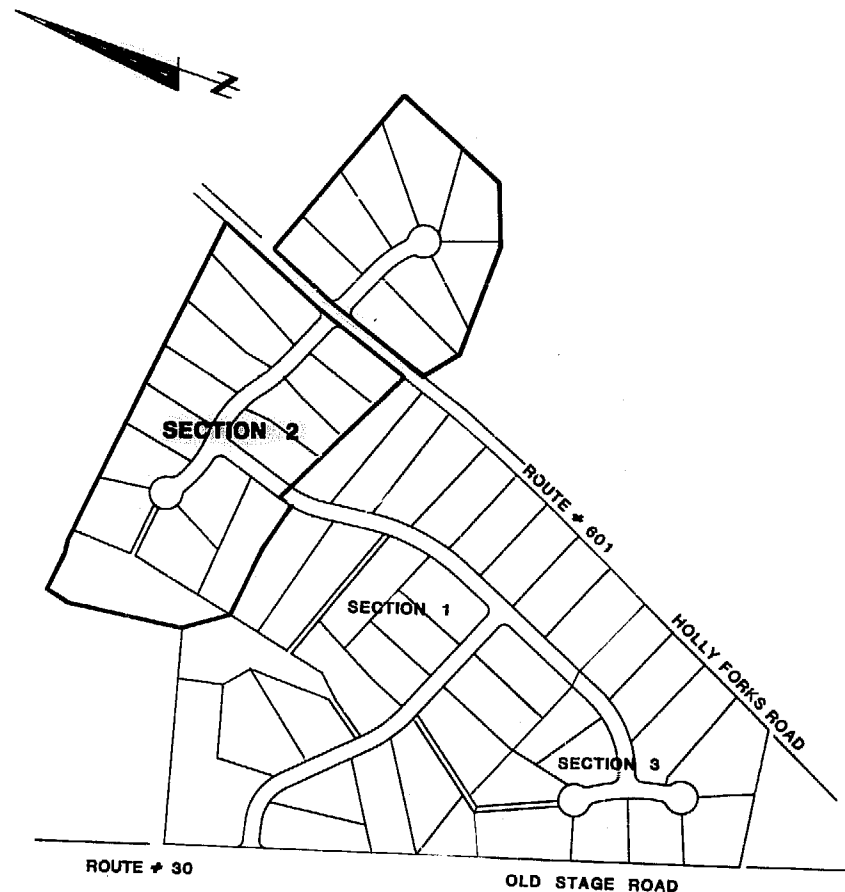 N
SECTION 2
ROUTE # 601
SECTION 1
HOLLY FORKS ROAD
SECTION 3
ROUTE # 30
OLD STAGE ROAD